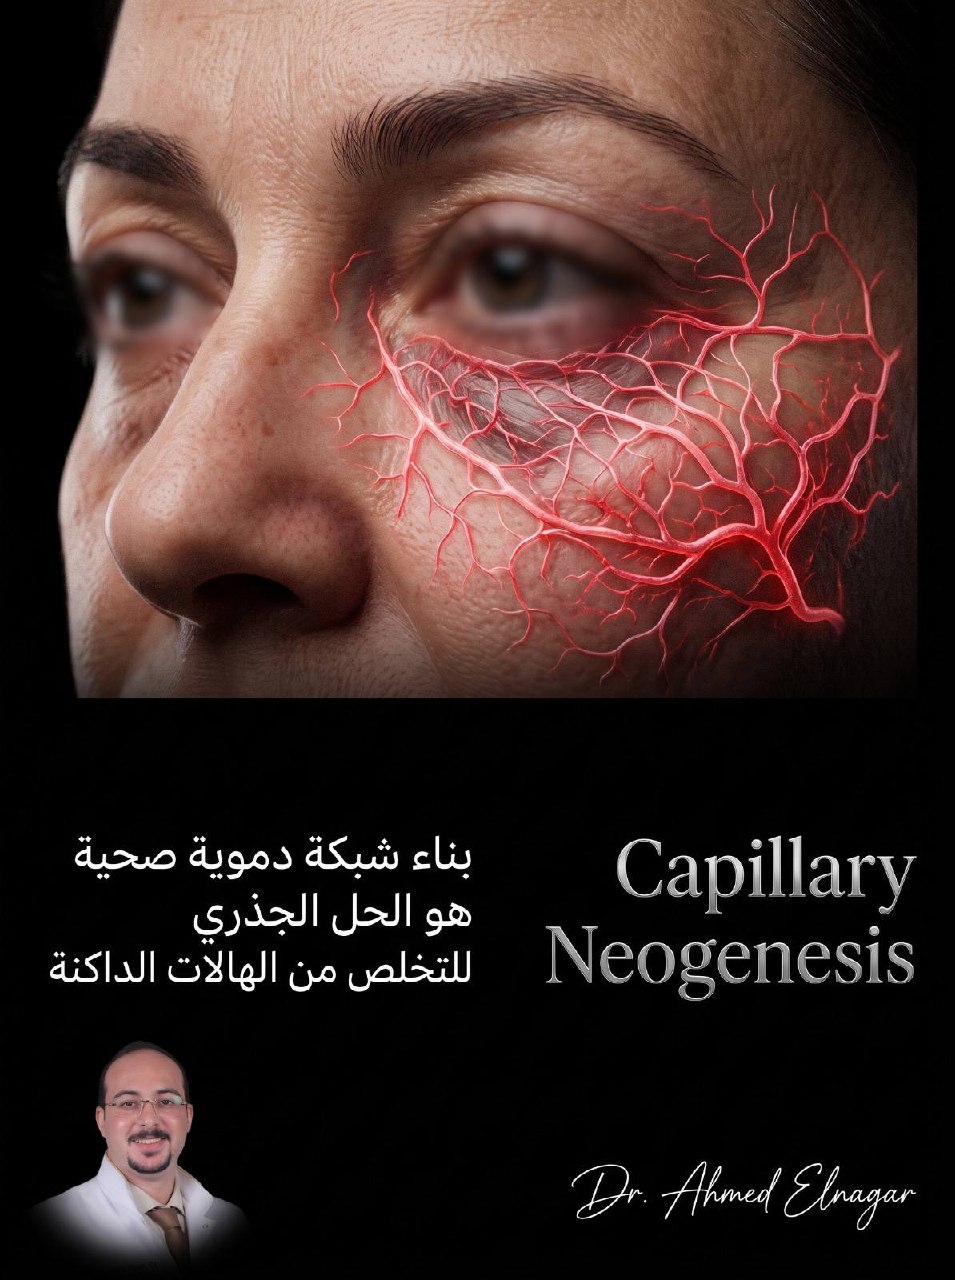 بناء شبكة دموية صحية
هو الحل الجذري
للتخلص من الهالات الداكنة
Capillary
Neogenesis
Dr. Ahmed Elnagar